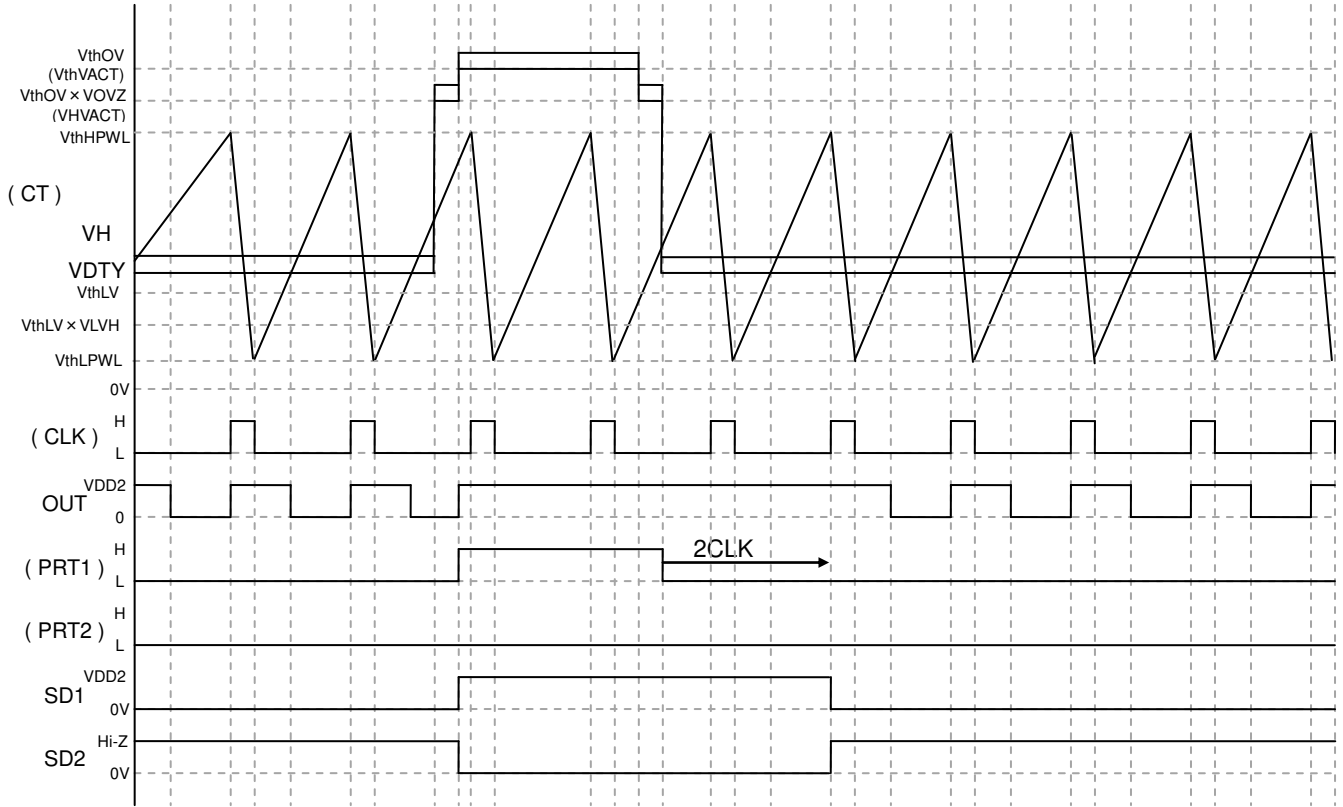 VthOV
(VthVACT)
VthOV × VOVZ
(VHVACT)
VthHPWL
( CT )
VH
VDTY
VthLV
VthLV × VLVH
VthLPWL
0V
H
( CLK )
L
VDD2
OUT
0
H
2CLK
( PRT1 )
L
H
( PRT2 )
L
VDD2
SD1
0V
Hi-Z
SD2
0V